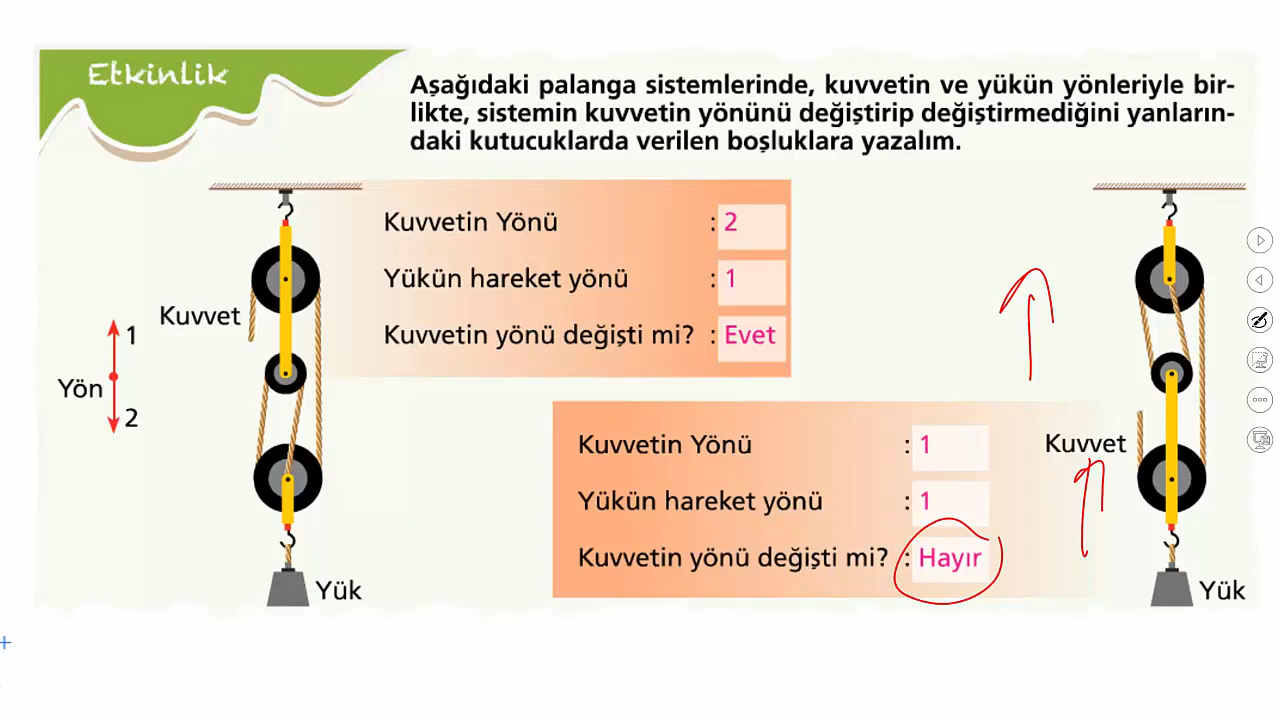 Etkinlik
Aşağıdaki palanga sistemlerinde, kuvvetin ve yükün yönleriyle bir-
likte, sistemin kuvvetin yönünü değiştirip değiştirmediğini yanların-
daki kutucuklarda verilen boşluklara yazalım.
Kuvvetin Yönü : 2
Yükün hareket yönü : 1
Kuvvetin yönü değişti mi? : Evet
Kuvvet
1
Yön
2
Yük
Kuvvetin Yönü : 1
Yükün hareket yönü : 1
Kuvvetin yönü değişti mi? : Hayır
Kuvvet
Yük